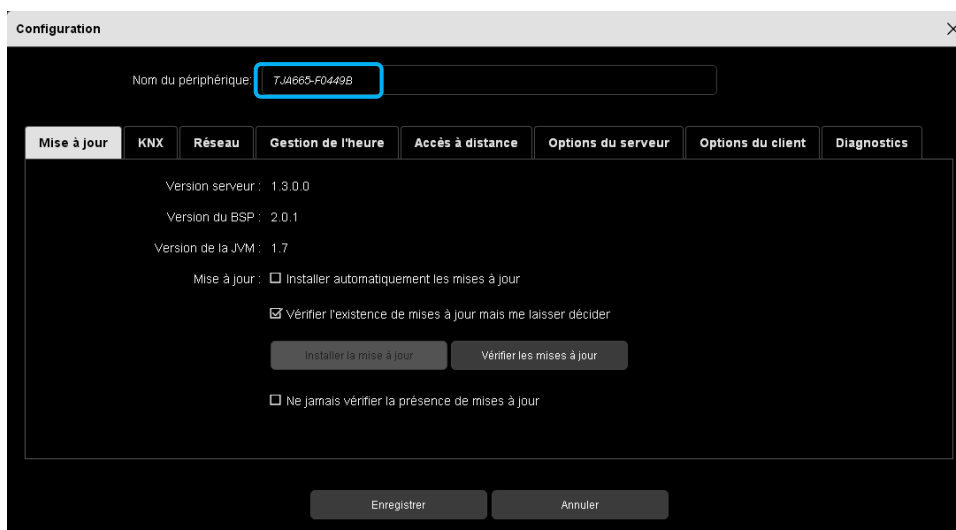 Configuration
Nom du périphérique: TJA665-F0449B
Mise à jour KNX Réseau Gestion de l'heure Accès à distance Options du serveur Options du client Diagnostics
Version serveur : 1.3.0.0
Version du BSP : 2.0.1
Version de la JVM : 1.7
Mise à jour : Installer automatiquement les mises à jour
Vérifier l'existence de mises à jour mais me laisser décider
Installer la mise à jour Vérifier les mises à jour
Ne jamais vérifier la présence de mises à jour
Enregistrer Annuler